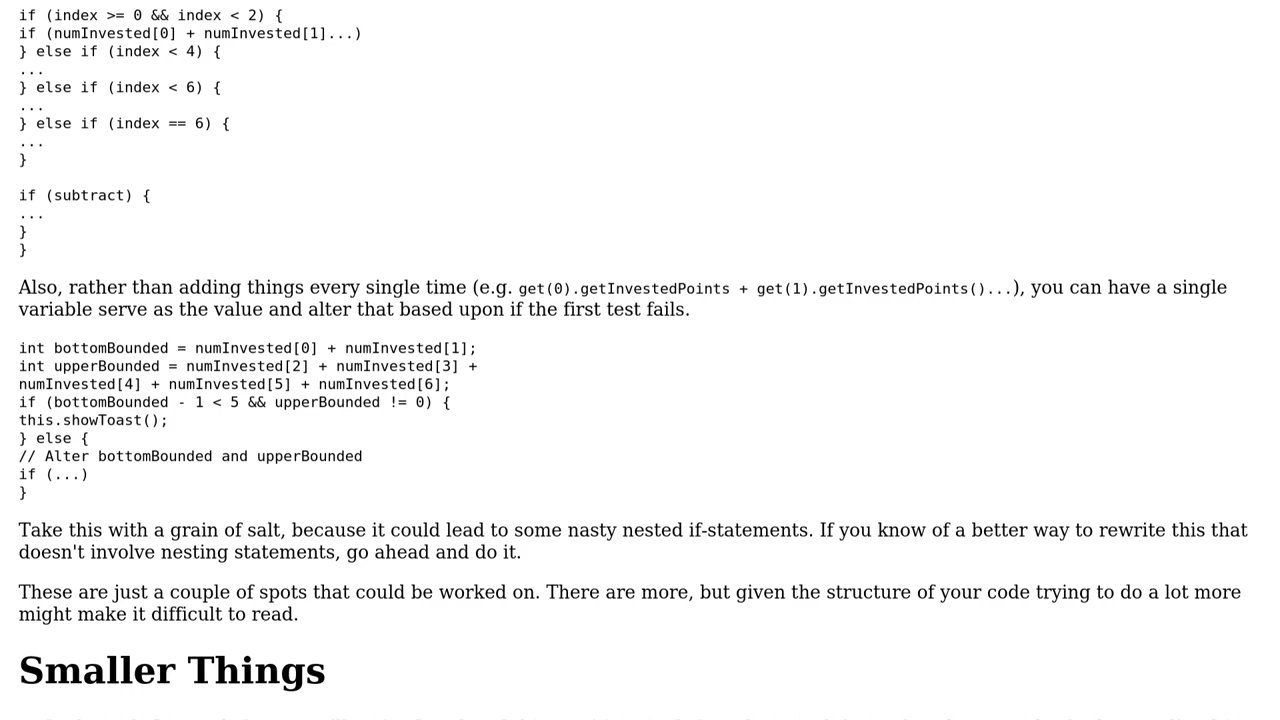 if (index >= 0 && index < 2) {
if (numInvested[0] + numInvested[1]...)
} else if (index < 4) {
...
} else if (index < 6) {
...
} else if (index == 6) {
...
}
if (subtract) {
...
}
}
Also, rather than adding things every single time (e.g. get(0).getInvestedPoints + get(1).getInvestedPoints()...), you can have a single
variable serve as the value and alter that based upon if the first test fails.
int bottomBounded = numInvested[0] + numInvested[1];
int upperBounded = numInvested[2] + numInvested[3] +
numInvested[4] + numInvested[5] + numInvested[6];
if (bottomBounded - 1 < 5 && upperBounded != 0) {
this.showToast();
} else {
// Alter bottomBounded and upperBounded
if (...)
}
Take this with a grain of salt, because it could lead to some nasty nested if-statements. If you know of a better way to rewrite this that
doesn't involve nesting statements, go ahead and do it.
These are just a couple of spots that could be worked on. There are more, but given the structure of your code trying to do a lot more
might make it difficult to read.
Smaller Things